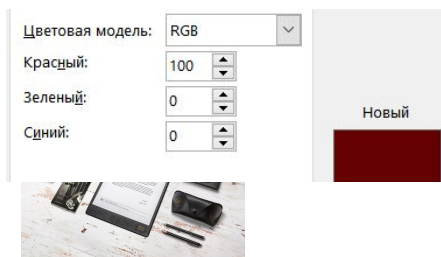 Цветовая модель: RGB
Красный: 100
Зеленый: 0
Синий: 0
Новый